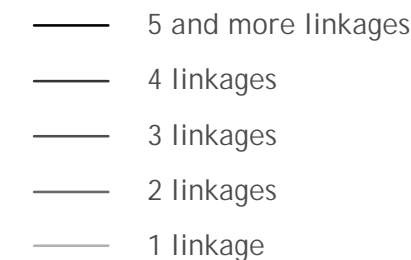 5 and more linkages
4 linkages
3 linkages
2 linkages
1 linkage